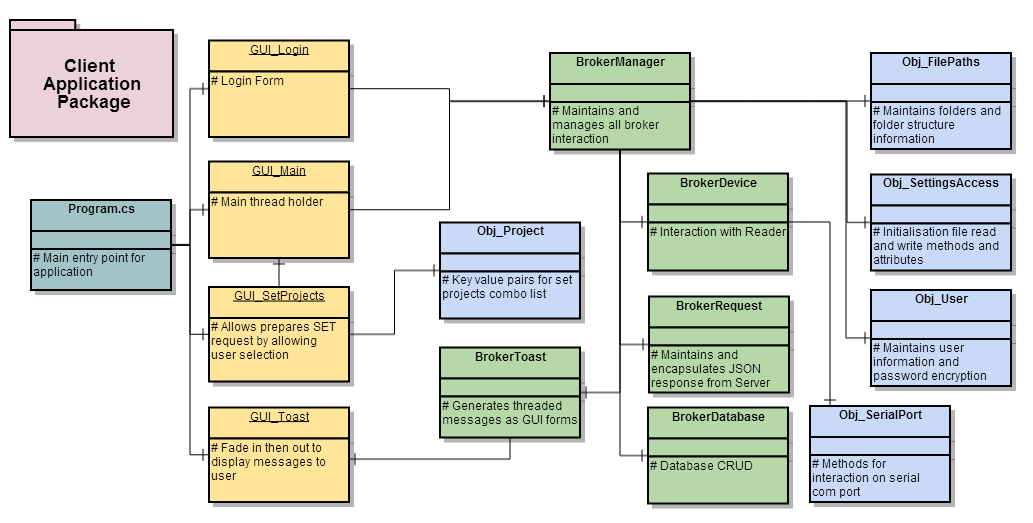 Client
Application
Package
Program.cs
# Main entry point for
application
GUI_Login
# Login Form
GUI_Main
# Main thread holder
GUI_SetProjects
# Allows prepares SET
request by allowing
user selection
GUI_Toast
# Fade in then out to
display messages to
user
Obj_Project
# Key value pairs for set
projects combo list
BrokerToast
# Generates threaded
messages as GUI forms
BrokerManager
# Maintains and
manages all broker
interaction
BrokerDevice
# Interaction with Reader
BrokerRequest
# Maintains and
encapsulates JSON
response from Server
BrokerDatabase
# Database CRUD
Obj_FilePaths
# Maintains folders and
folder structure
information
Obj_SettingsAccess
# Initialisation file read
and write methods and
attributes
Obj_User
# Maintains user
information and
password encryption
Obj_SerialPort
# Methods for
interaction on serial
com port